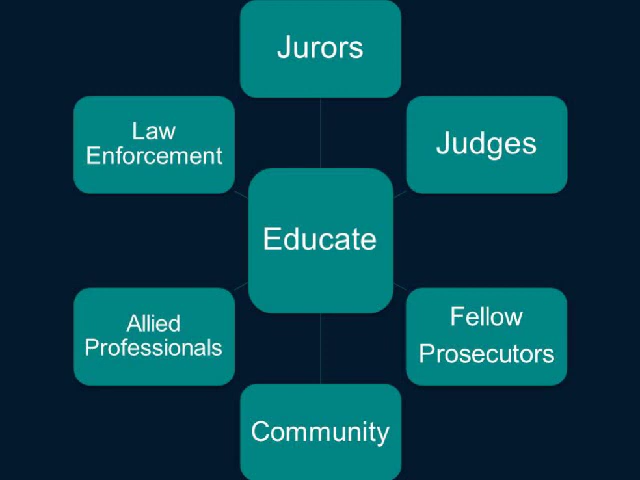 Jurors
Law
Enforcement
Judges
Educate
Allied
Professionals
Fellow
Prosecutors
Community